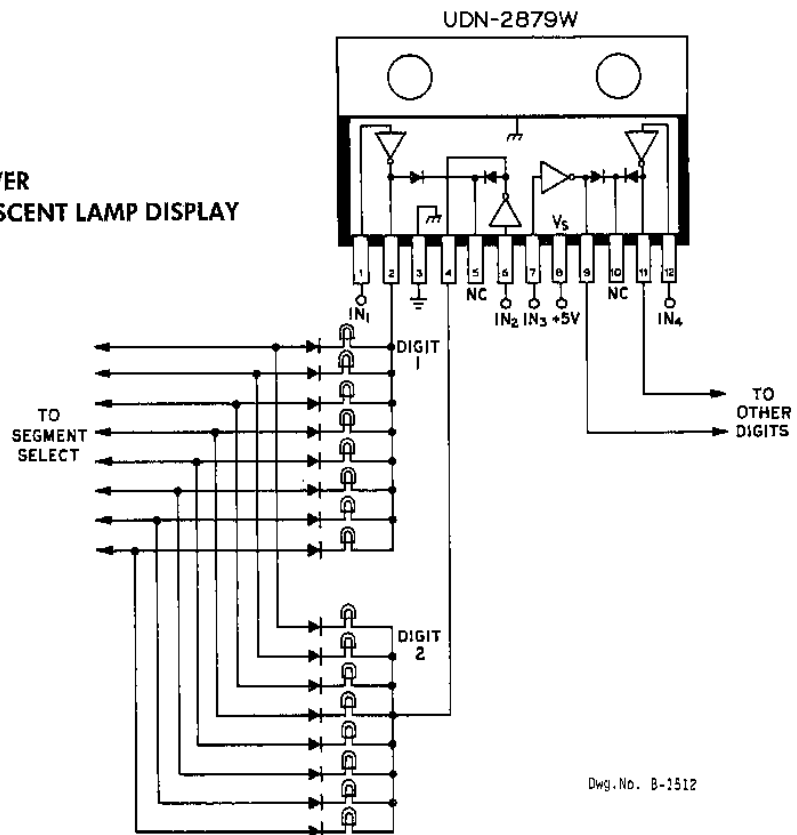 UDN-2879W
VER
SCENT LAMP DISPLAY
Vs
1 2 3 4 5 6 7 8 9 10 11 12
NC NC
IN1 IN2 IN3 +5V IN4
DIGIT
1
TO
SEGMENT
SELECT
TO
OTHER
DIGITS
DIGIT
2
Dwg. No. B-1512